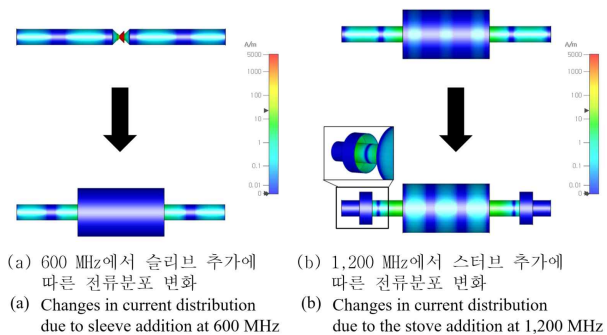 A/m
5000
1000
100
10
1
0.1
0.01
0
A/m
5000
1000
100
10
1
0.1
0.01
0
(a) 600 MHz에서 슬리브 추가에
따른 전류분포 변화
(a) Changes in current distribution
due to sleeve addition at 600 MHz
(b) 1,200 MHz에서 스터브 추가에
따른 전류분포 변화
(b) Changes in current distribution
due to the stove addition at 1,200 MHz